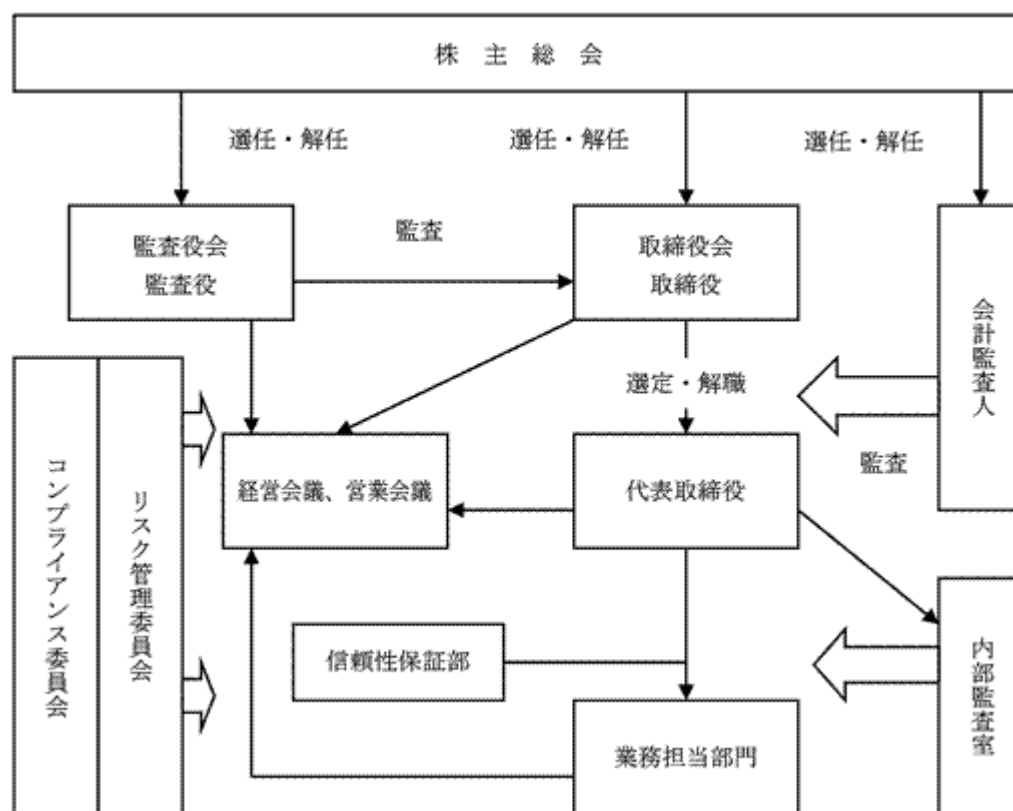 株主総会
選任・解任
選任・解任
選任・解任
監査役会
監査役
監査
取締役会
取締役
会計監査人
選定・解職
監査
経営会議、営業会議
代表取締役
コンプライアンス委員会
リスク管理委員会
信頼性保証部
内部監査室
業務担当部門